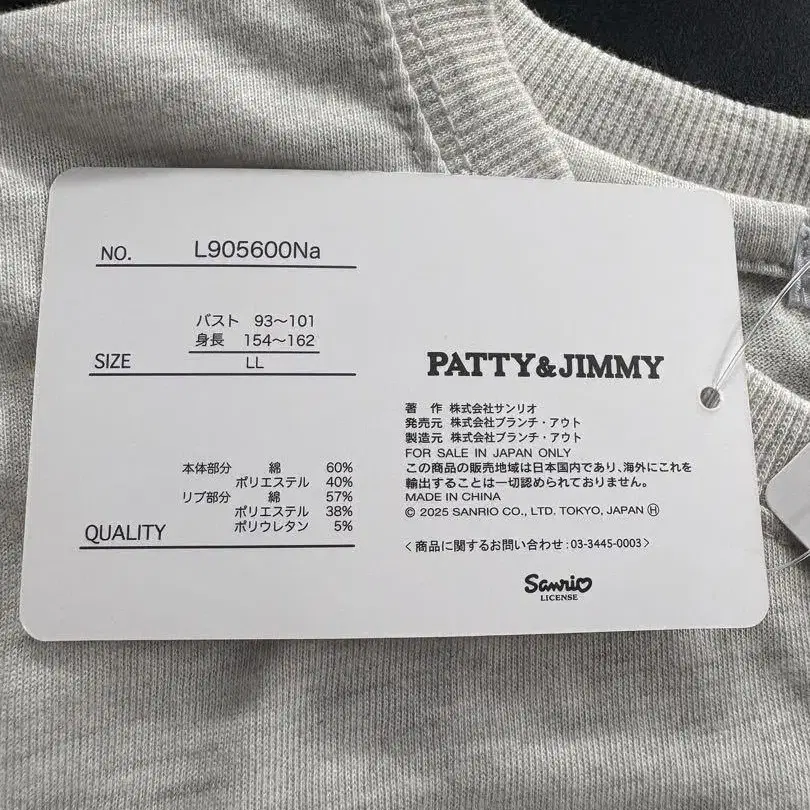 NO. L905600Na
バスト 93～101
身長 154～162
SIZE LL
本体部分 綿 60%
ポリエステル 40%
リブ部分 綿 57%
ポリエステル 38%
ポリウレタン 5%
QUALITY
PATTY&JIMMY
著 作 株式会社サンリオ
発売元 株式会社ブランチ・アウト
製造元 株式会社ブランチ・アウト
FOR SALE IN JAPAN ONLY
この商品の販売地域は日本国内であり、海外にこれを
輸出することは一切認められておりません。
MADE IN CHINA
© 2025 SANRIO CO., LTD. TOKYO, JAPAN Ⓗ
＜商品に関するお問い合わせ：03-3445-0003＞
Sanrio
LICENSE